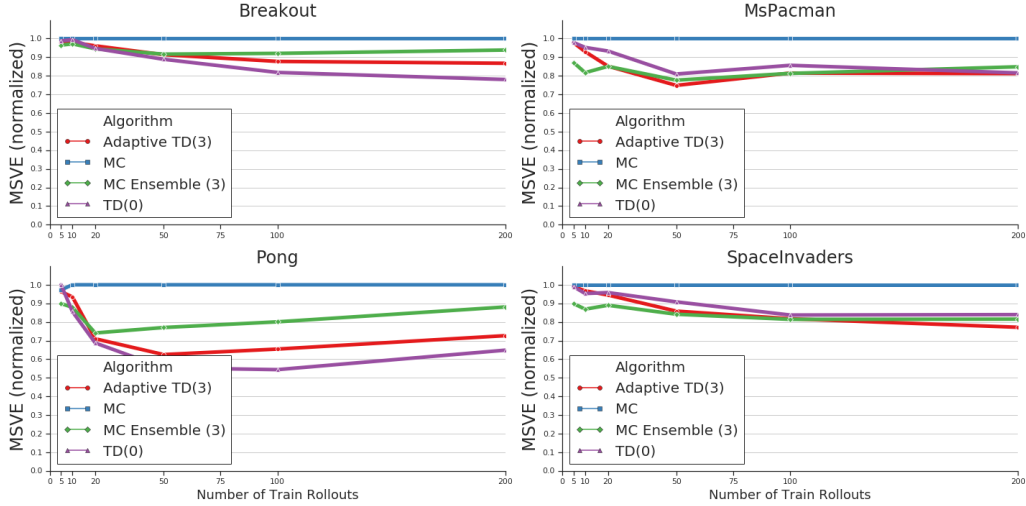 Breakout
MSVE (normalized)
1.0
0.9
0.8
0.7
0.6
0.5
0.4
0.3
0.2
0.1
0.0
Algorithm
Adaptive TD(3)
MC
MC Ensemble (3)
TD(0)
0 5 10 20 50 75 100 200
MsPacman
MSVE (normalized)
1.0
0.9
0.8
0.7
0.6
0.5
0.4
0.3
0.2
0.1
0.0
Algorithm
Adaptive TD(3)
MC
MC Ensemble (3)
TD(0)
0 5 10 20 50 75 100 200
Pong
MSVE (normalized)
1.0
0.9
0.8
0.7
0.6
0.5
0.4
0.3
0.2
0.1
0.0
Algorithm
Adaptive TD(3)
MC
MC Ensemble (3)
TD(0)
0 5 10 20 50 75 100 200
Number of Train Rollouts
SpaceInvaders
MSVE (normalized)
1.0
0.9
0.8
0.7
0.6
0.5
0.4
0.3
0.2
0.1
0.0
Algorithm
Adaptive TD(3)
MC
MC Ensemble (3)
TD(0)
0 5 10 20 50 75 100 200
Number of Train Rollouts